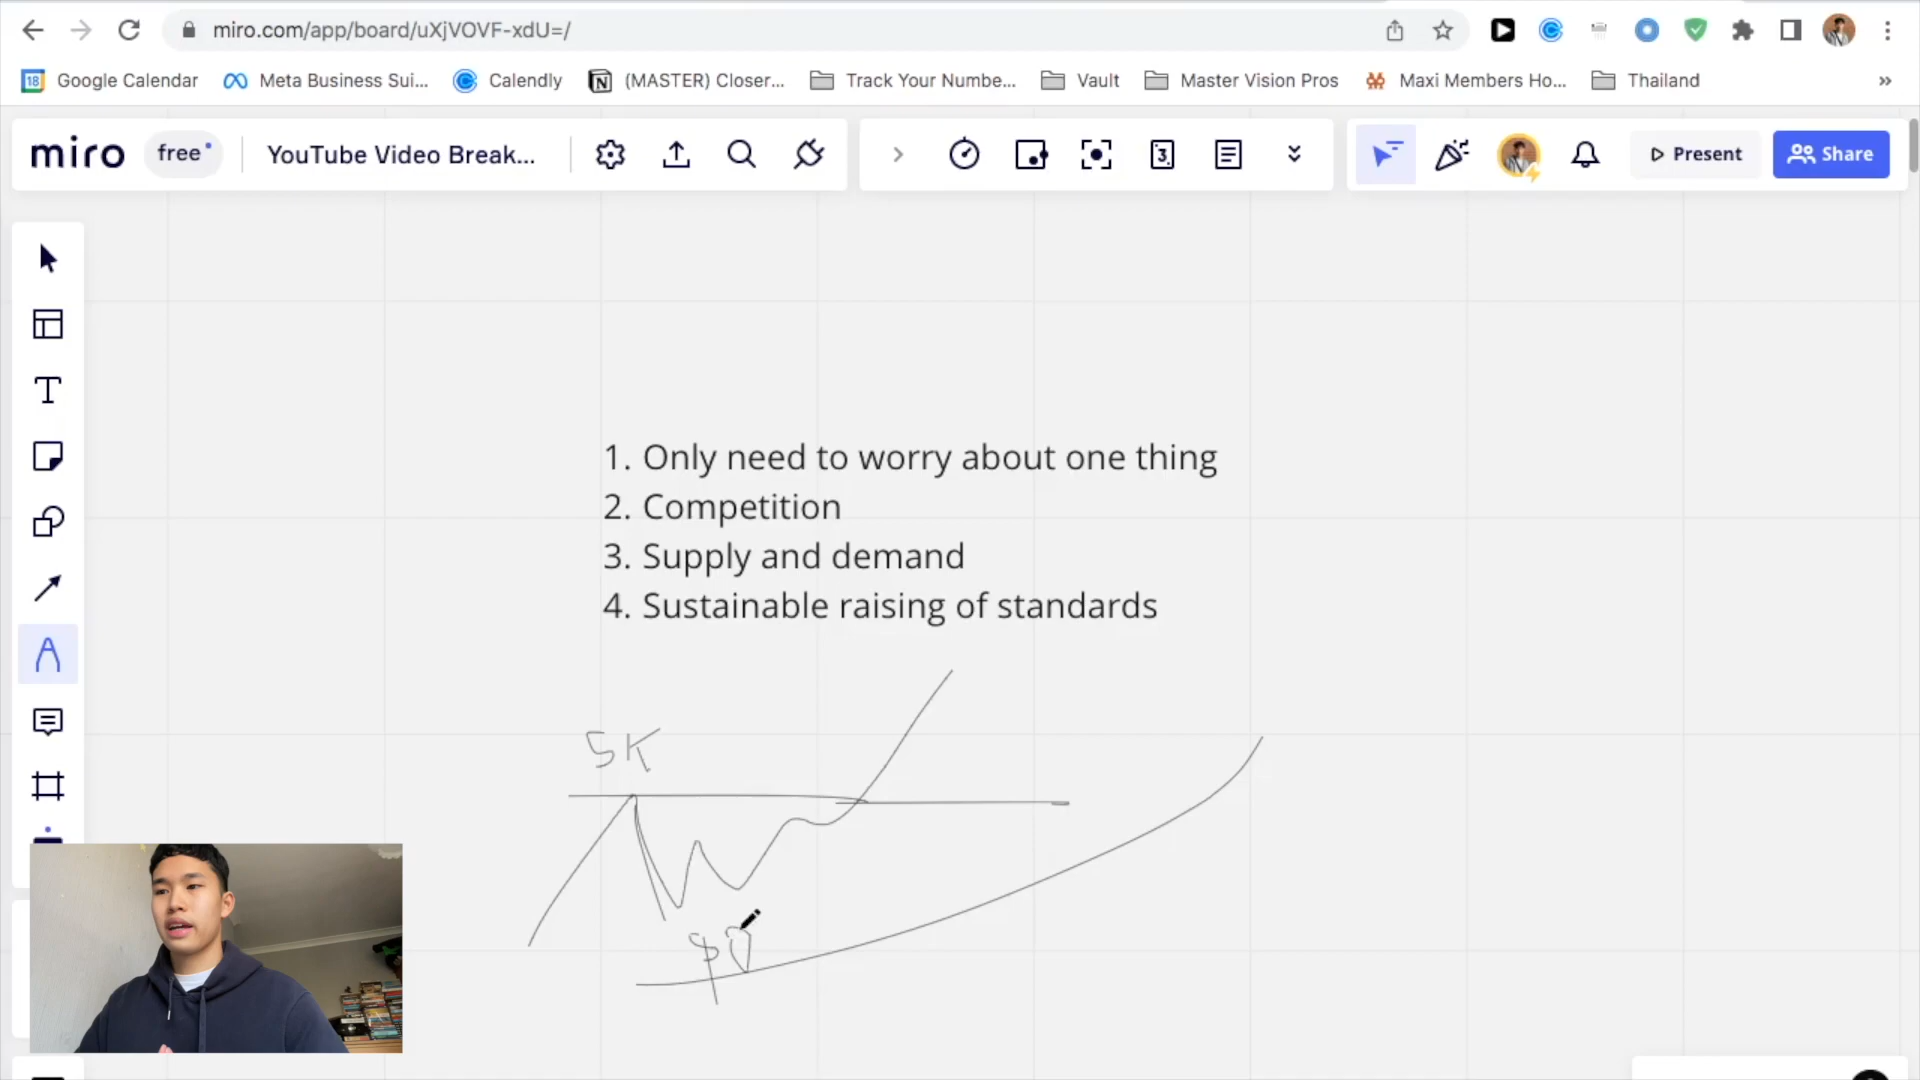 miro.com/app/board/uXjVOVF-xdU=/
18 Google Calendar Meta Business Sui... Calendly (MASTER) Closer... Track Your Numbe... Vault Master Vision Pros Maxi Members Ho... Thailand »
miro free YouTube Video Break... 3 Present Share
1. Only need to worry about one thing
2. Competition
3. Supply and demand
4. Sustainable raising of standards
5K
$0